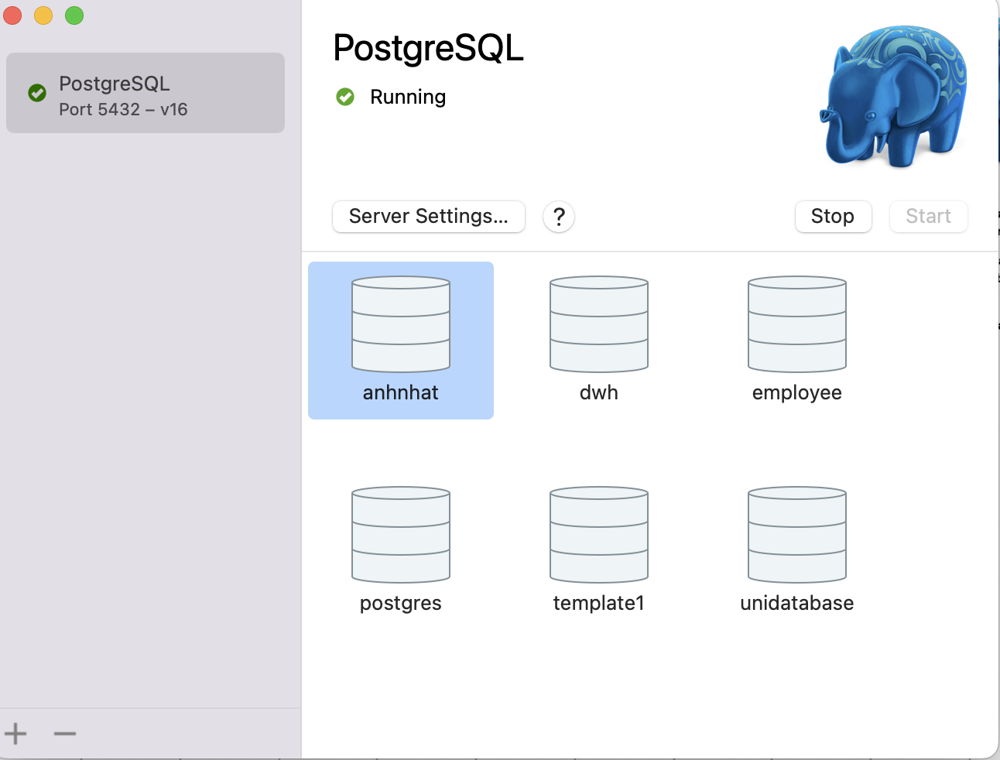 PostgreSQL
Port 5432 – v16
PostgreSQL
Running
Server Settings...
?
Stop
Start
anhnhat
dwh
employee
postgres
template1
unidatabase